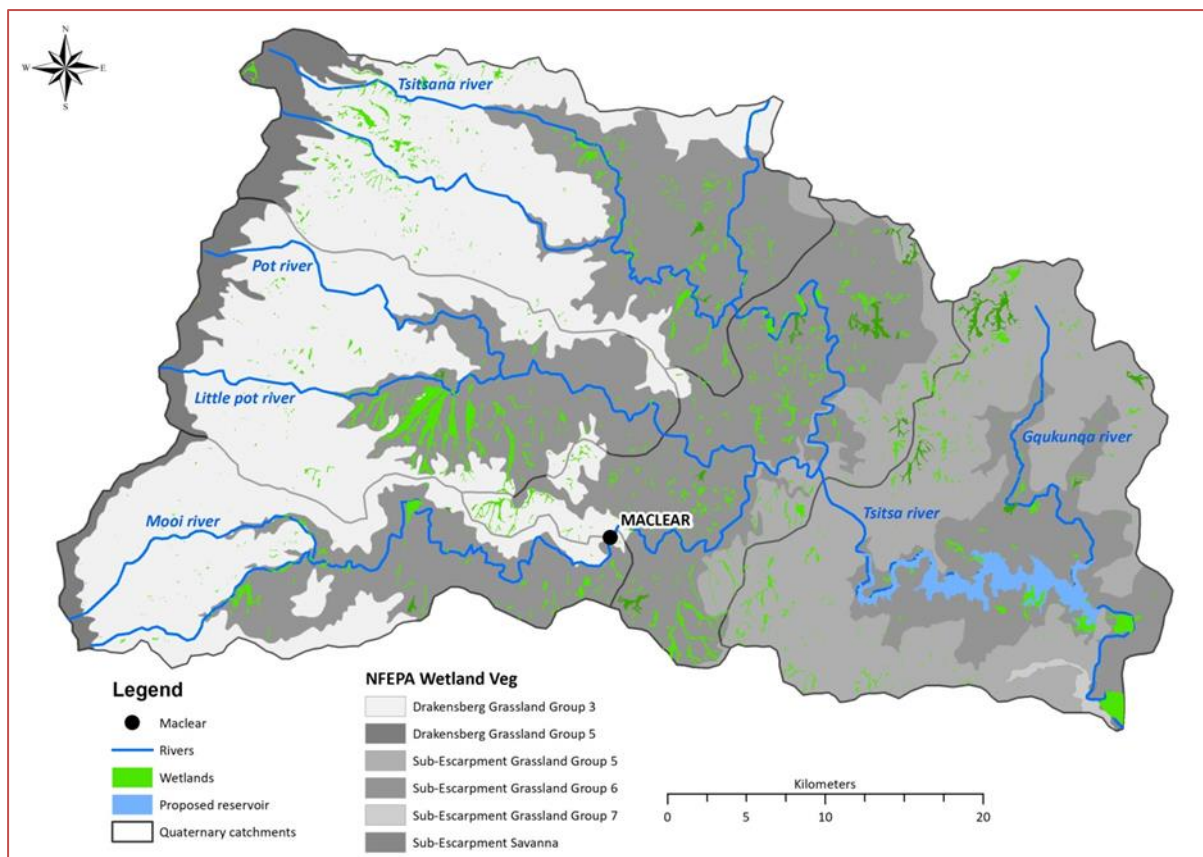 N
W E
S
Tsitsana river
Pot river
Little pot river
Gqukunqa river
Mooi river
MACLEAR
Tsitsa river
Legend
Maclear
Rivers
Wetlands
Proposed reservoir
Quaternary catchments
NFEPA Wetland Veg
Drakensberg Grassland Group 3
Drakensberg Grassland Group 5
Sub-Escarpment Grassland Group 5
Sub-Escarpment Grassland Group 6
Sub-Escarpment Grassland Group 7
Sub-Escarpment Savanna
Kilometers
0 5 10 20